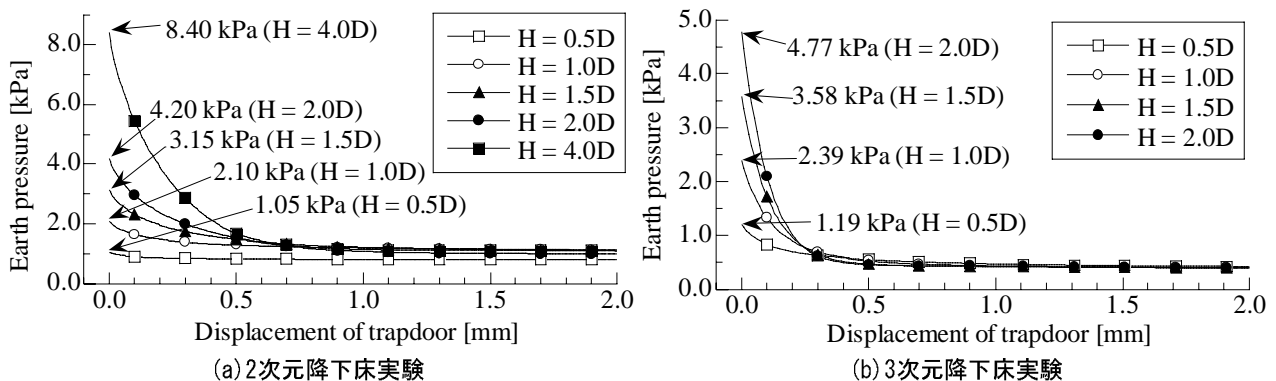 Earth pressure [kPa]
8.0
6.0
4.0
2.0
0.0
8.40 kPa (H = 4.0D)
4.20 kPa (H = 2.0D)
3.15 kPa (H = 1.5D)
2.10 kPa (H = 1.0D)
1.05 kPa (H = 0.5D)
H = 0.5D
H = 1.0D
H = 1.5D
H = 2.0D
H = 4.0D
0.0 0.5 1.0 1.5 2.0
Displacement of trapdoor [mm]
(a)2次元降下床実験
Earth pressure [kPa]
5.0
4.0
3.0
2.0
1.0
0.0
4.77 kPa (H = 2.0D)
3.58 kPa (H = 1.5D)
2.39 kPa (H = 1.0D)
1.19 kPa (H = 0.5D)
H = 0.5D
H = 1.0D
H = 1.5D
H = 2.0D
0.0 0.5 1.0 1.5 2.0
Displacement of trapdoor [mm]
(b)3次元降下床実験